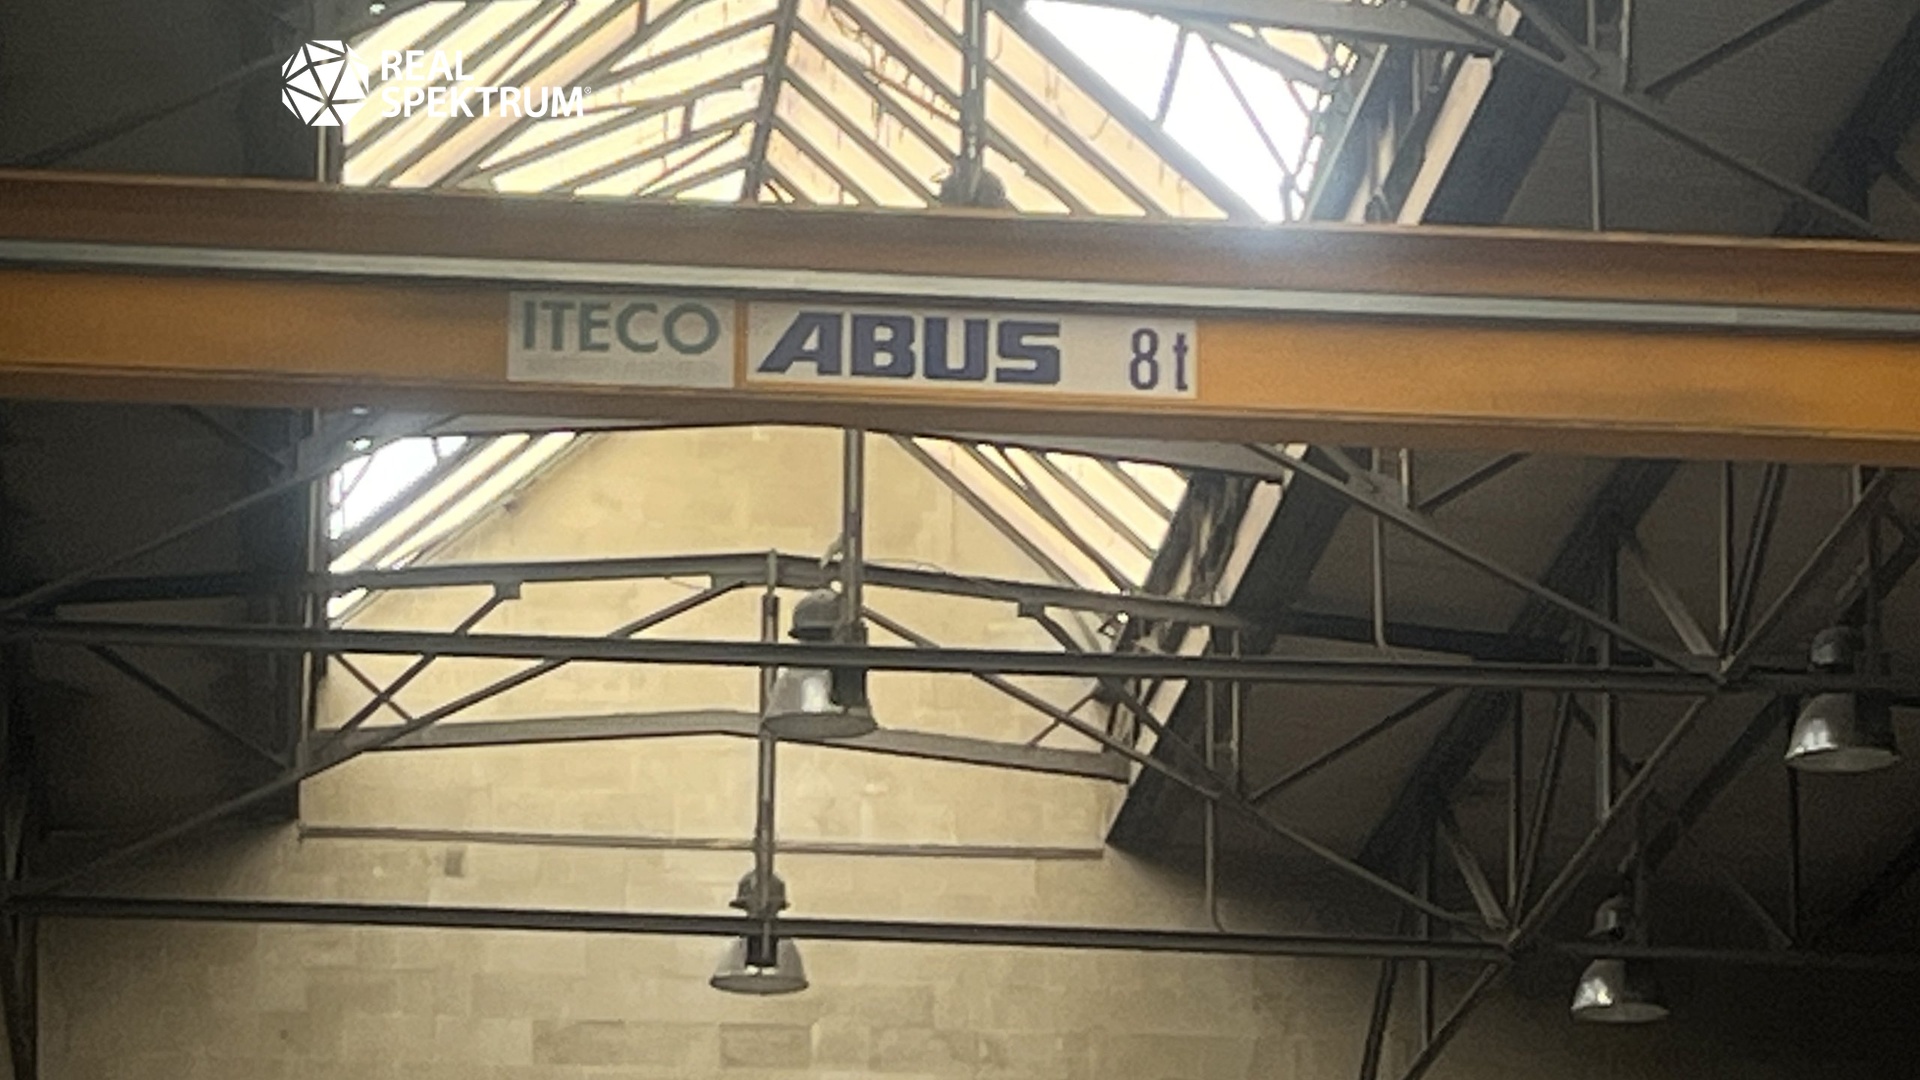 REAL
SPEKTRUM®
ITECO ABUS 8t